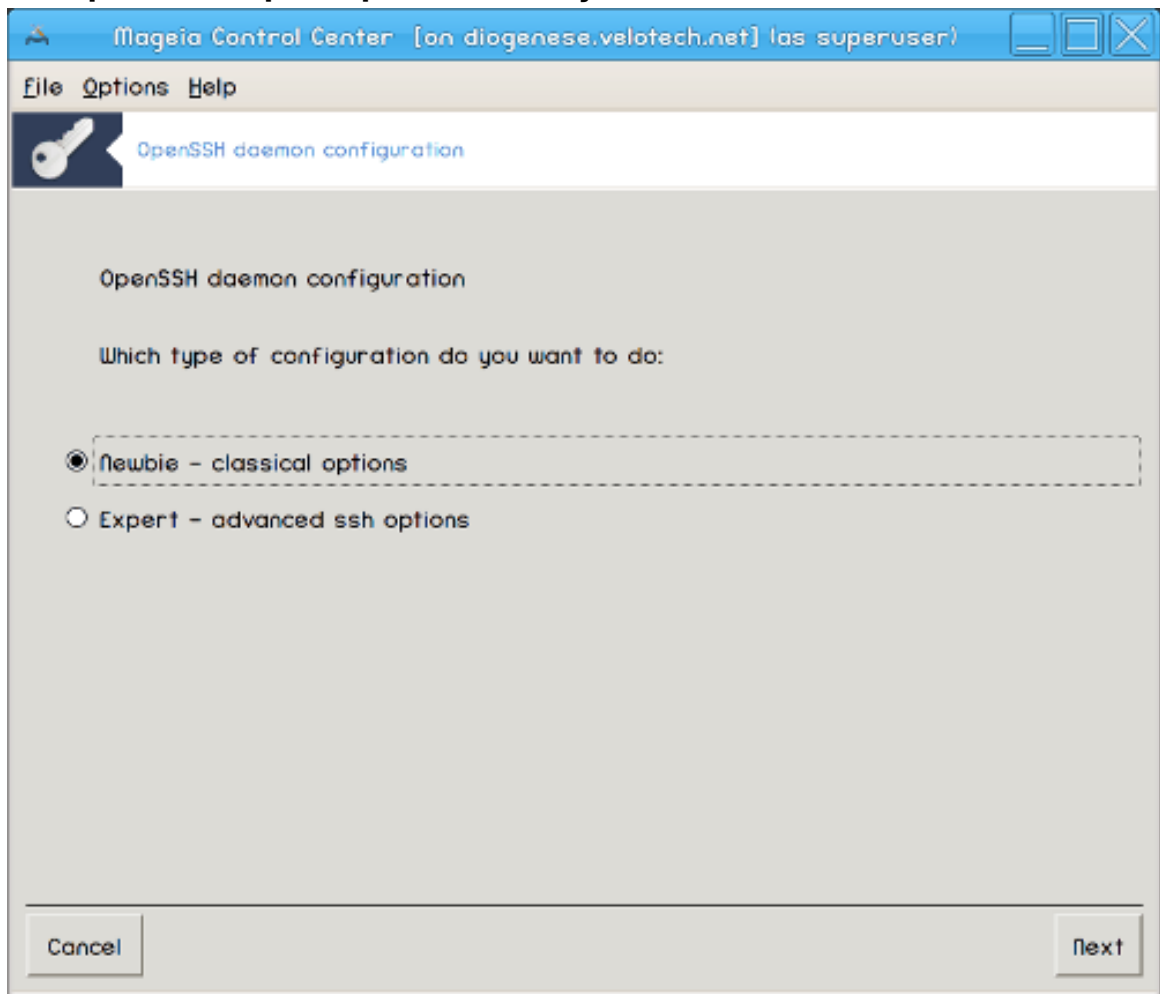 Mageia Control Center [on diogenese.velotech.net] (as superuser)
File Options Help
OpenSSH daemon configuration
OpenSSH daemon configuration
Which type of configuration do you want to do:
Newbie - classical options
Expert - advanced ssh options
Cancel
Next